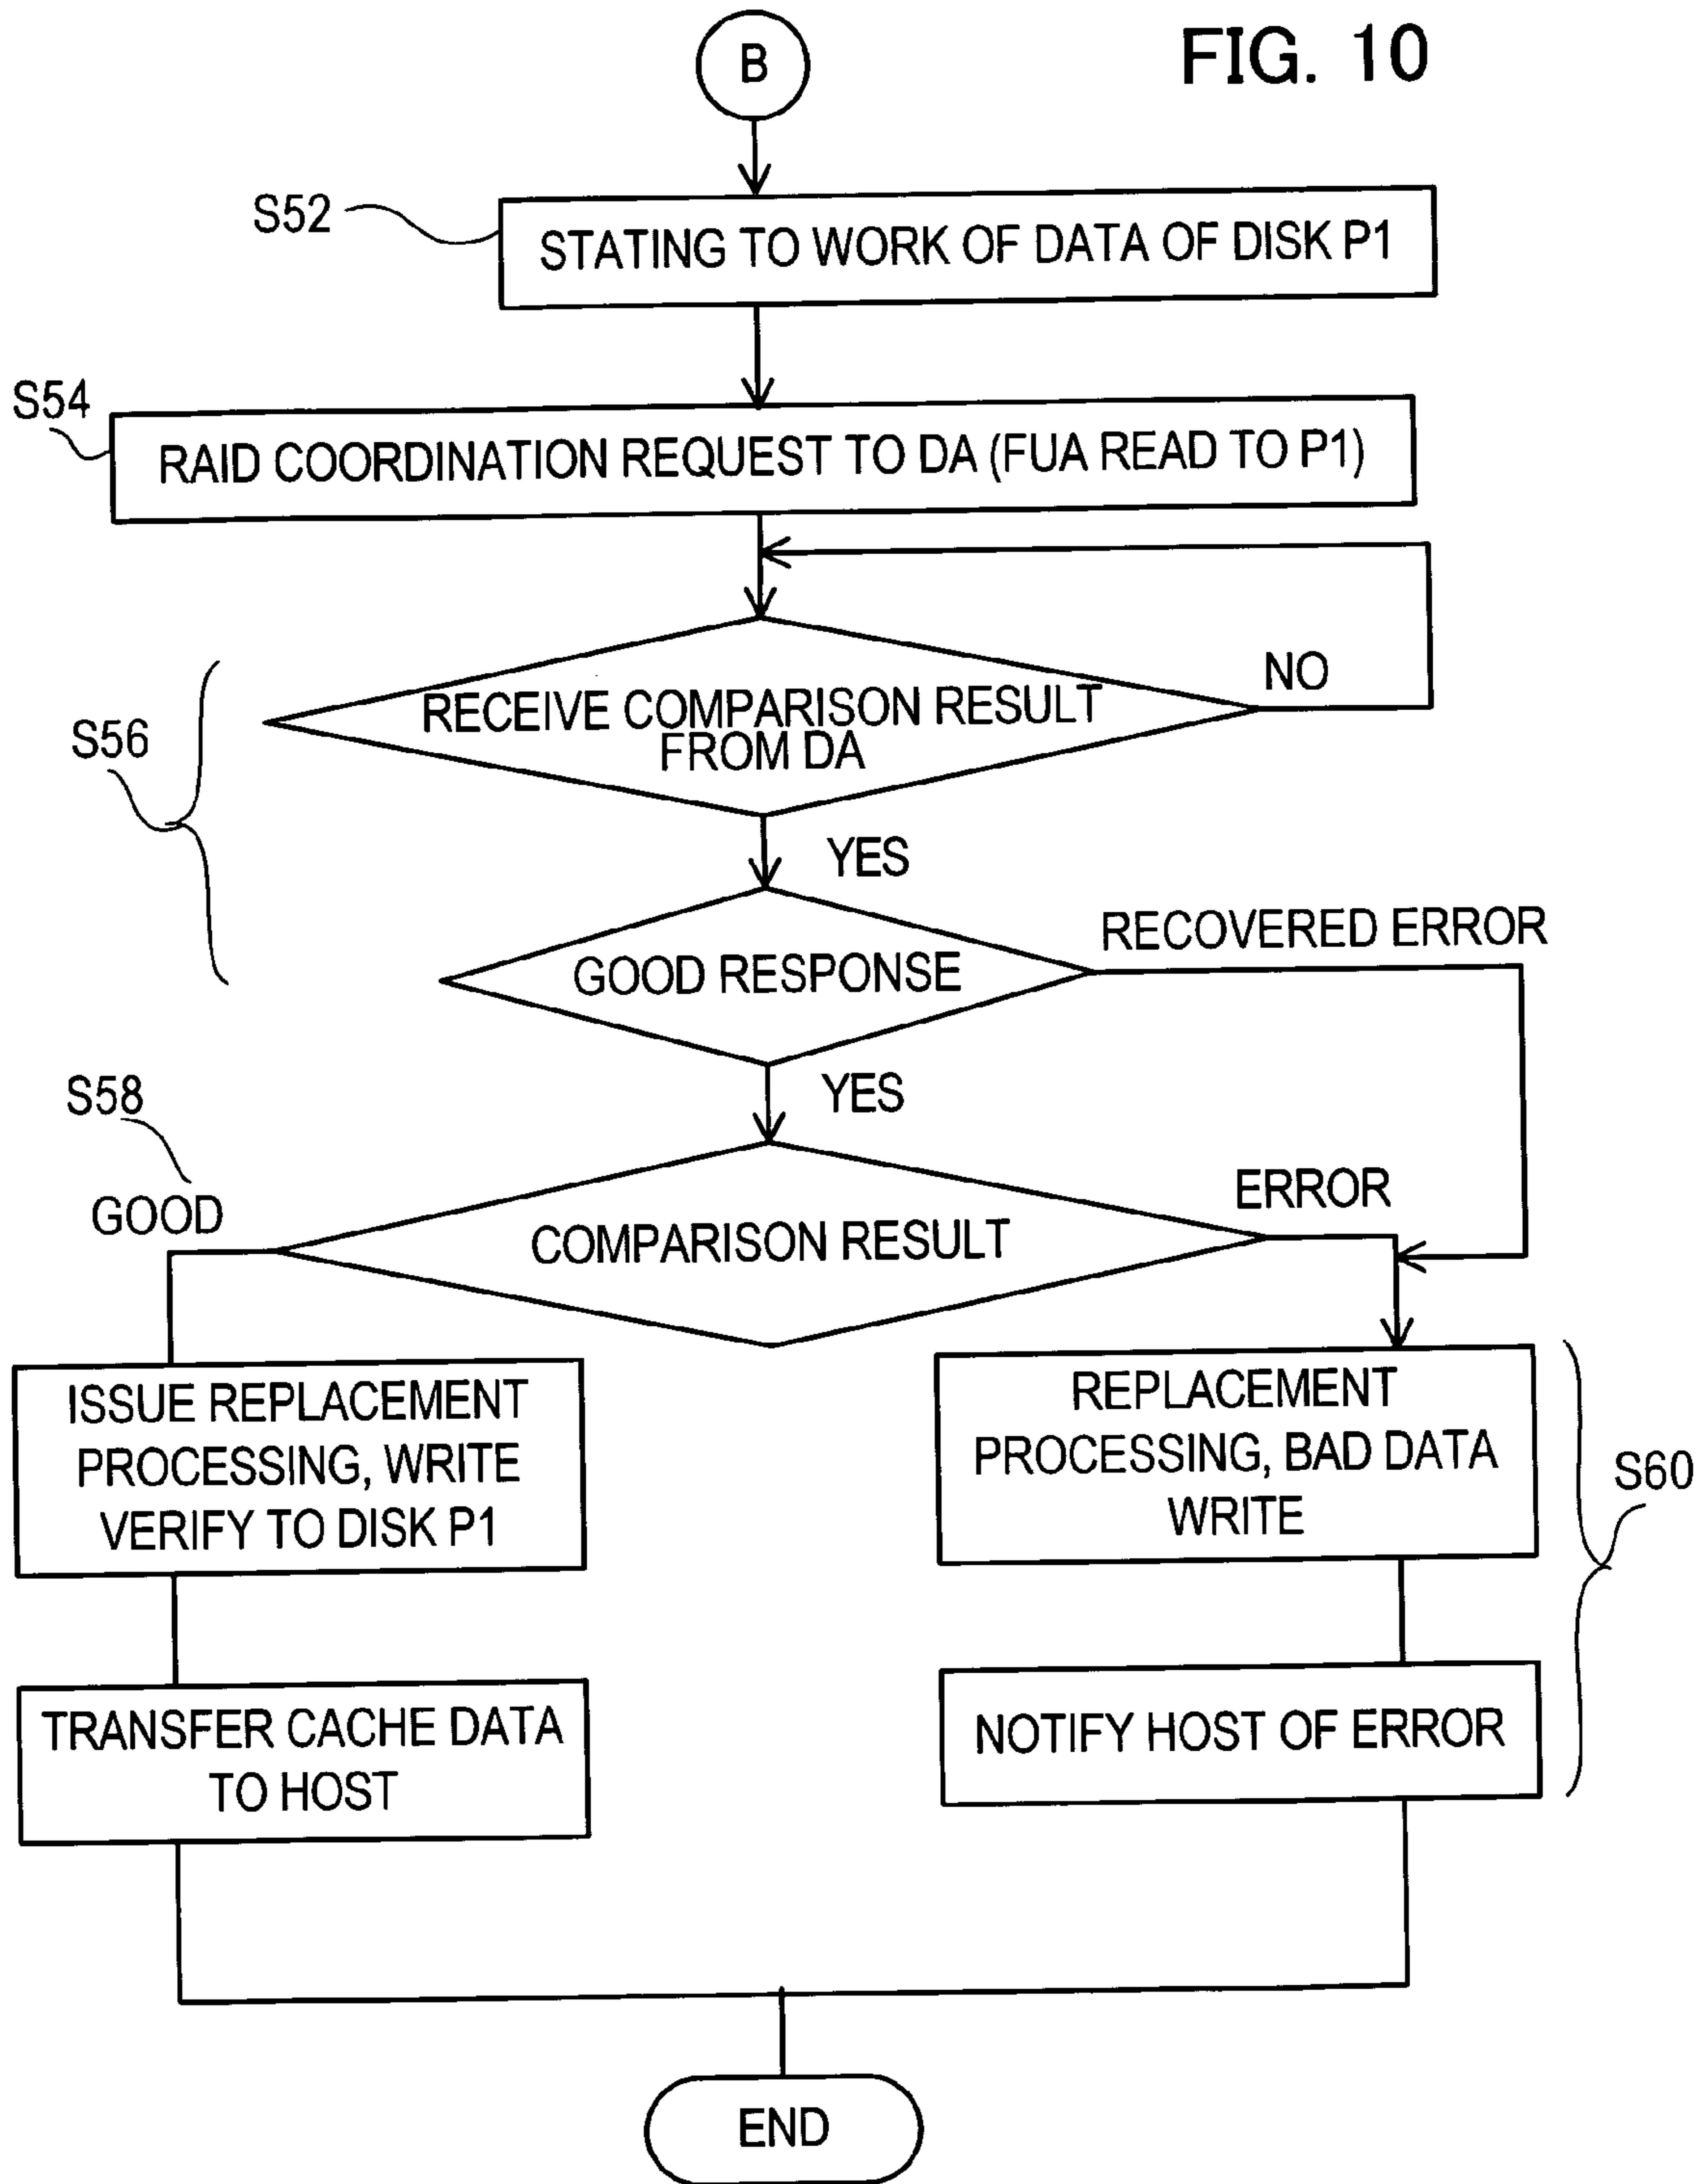 FIG. 10
B
S52
STATING TO WORK OF DATA OF DISK P1
S54
RAID COORDINATION REQUEST TO DA (FUA READ TO P1)
NO
RECEIVE COMPARISON RESULT
FROM DA
S56
YES
RECOVERED ERROR
GOOD RESPONSE
YES
S58
GOOD
ERROR
COMPARISON RESULT
ISSUE REPLACEMENT
PROCESSING, WRITE
VERIFY TO DISK P1
REPLACEMENT
PROCESSING, BAD DATA
WRITE
S60
TRANSFER CACHE DATA
TO HOST
NOTIFY HOST OF ERROR
END